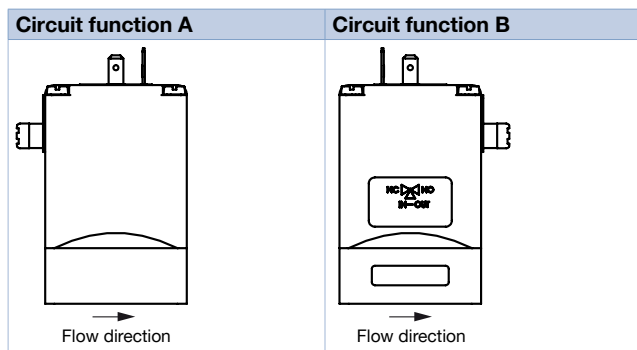 Circuit function A
Circuit function B
NC NO
IN-OUT
Flow direction
Flow direction